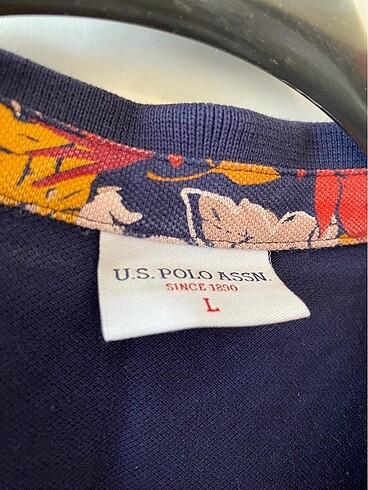 U.S. POLO ASSN.
SINCE 1890
L